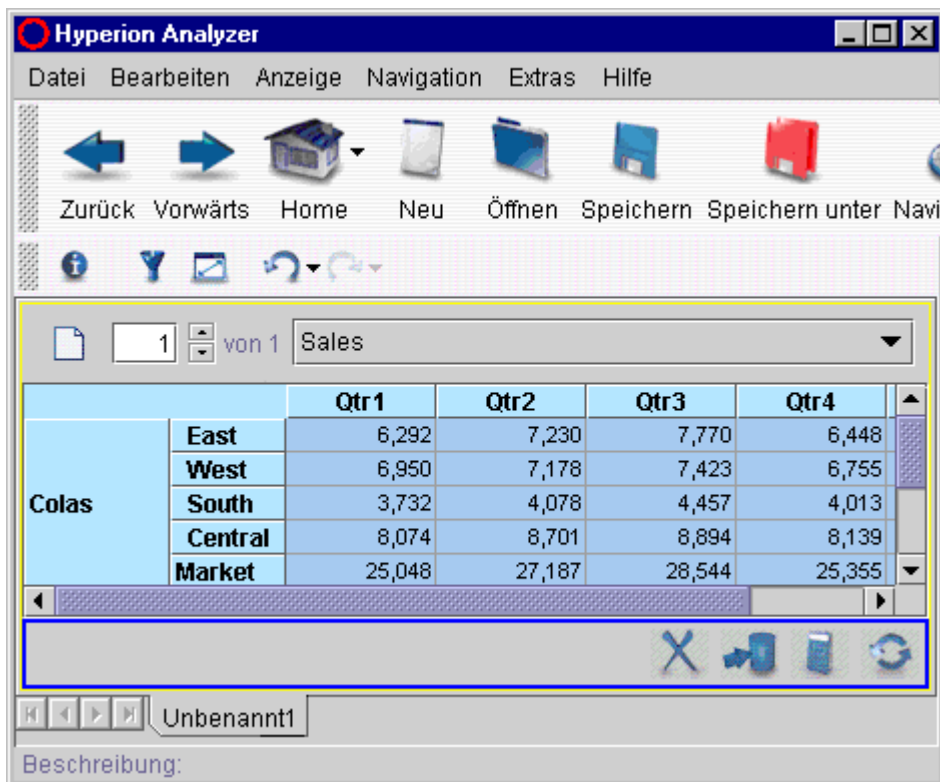 Hyperion Analyzer
Datei Bearbeiten Anzeige Navigation Extras Hilfe
Zurück Vorwärts Home Neu Öffnen Speichern Speichern unter Navi
1 von 1 Sales
Qtr1 Qtr2 Qtr3 Qtr4
East 6,292 7,230 7,770 6,448
West 6,950 7,178 7,423 6,755
Colas South 3,732 4,078 4,457 4,013
Central 8,074 8,701 8,894 8,139
Market 25,048 27,187 28,544 25,355
Unbenannt1
Beschreibung: